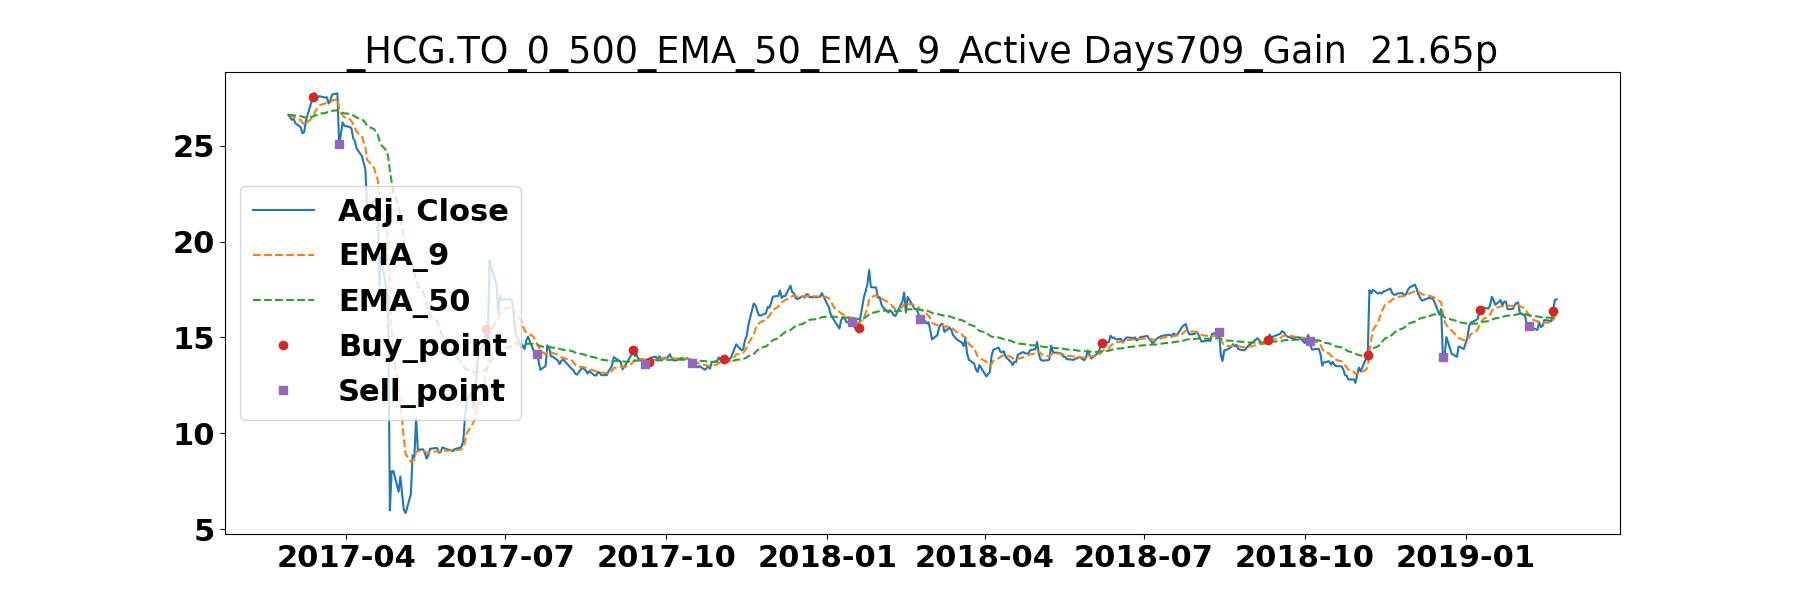 _HCG.TO_0_500_EMA_50_EMA_9_Active Days709_Gain  21.65p
25
20
15
10
5
Adj. Close
EMA_9
EMA_50
Buy_point
Sell_point
2017-04 2017-07 2017-10 2018-01 2018-04 2018-07 2018-10 2019-01